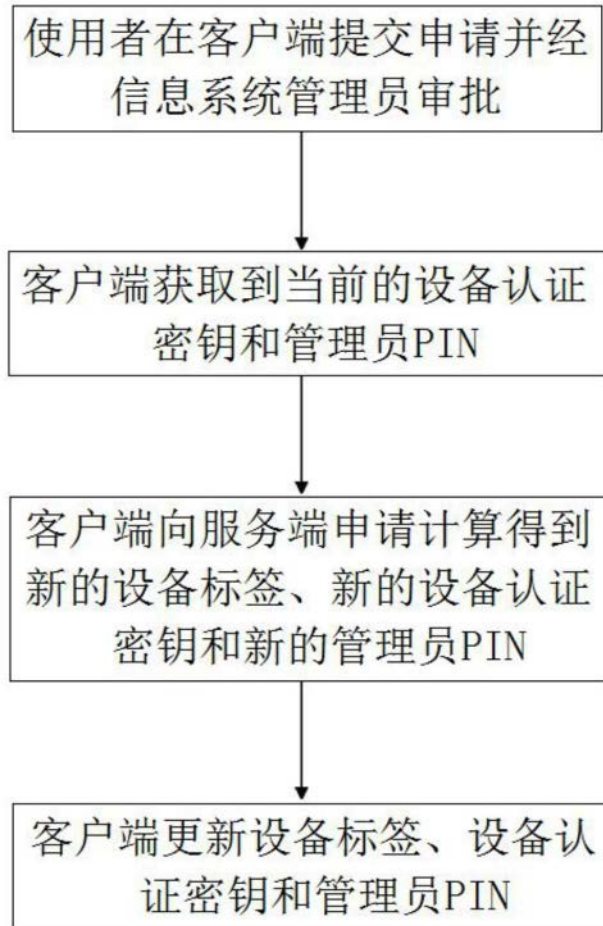 使用者在客户端提交申请并经
信息系统管理员审批
客户端获取到当前的设备认证
密钥和管理员PIN
客户端向服务端申请计算得到
新的设备标签、新的设备认证
密钥和新的管理员PIN
客户端更新设备标签、设备认
证密钥和管理员PIN